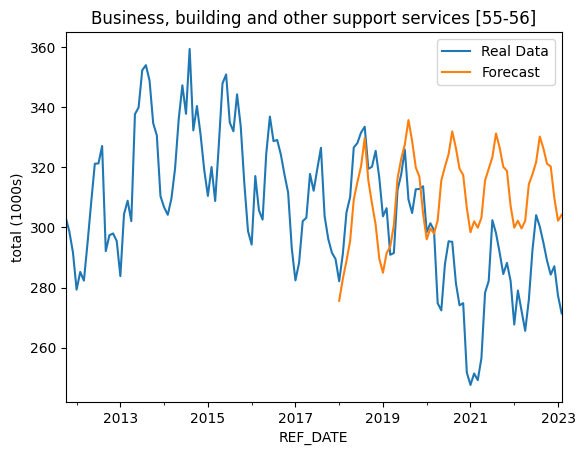 Business, building and other support services [55-56]
Real Data
Forecast
total (1000s)
360
340
320
300
280
260
2013
2015
2017
2019
2021
2023
REF_DATE